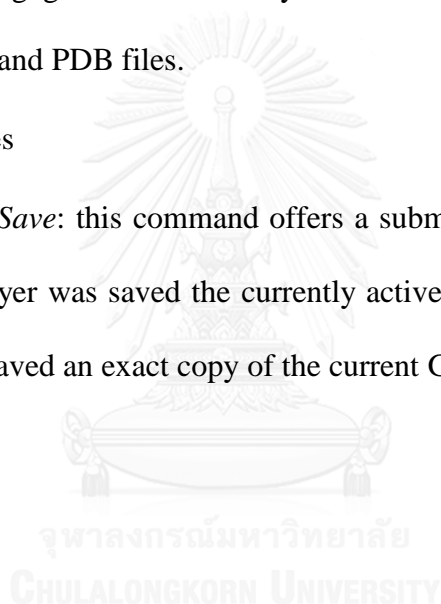 and PDB files.
Save: this command offers a subm
yer was saved the currently active
aved an exact copy of the current C
จุฬาลงกรณ์มหาวิทยาลัย
CHULALONGKORN UNIVERSITY